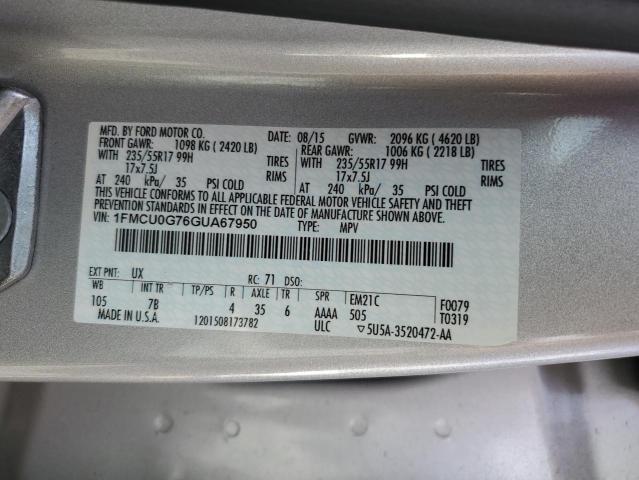 MFD. BY FORD MOTOR CO. DATE: 08/15 GVWR: 2096 KG ( 4620 LB)
FRONT GAWR: 1098 KG ( 2420 LB) REAR GAWR: 1006 KG ( 2218 LB)
WITH 235/55R17 99H TIRES WITH 235/55R17 99H TIRES
17x7.5J RIMS 17x7.5J RIMS
AT 240 kPa/ 35 PSI COLD AT 240 kPa/ 35 PSI COLD
THIS VEHICLE CONFORMS TO ALL APPLICABLE FEDERAL MOTOR VEHICLE SAFETY AND THEFT
PREVENTION STANDARDS IN EFFECT ON THE DATE OF MANUFACTURE SHOWN ABOVE.
VIN: 1FMCU0G76GUA67950 TYPE: MPV
EXT PNT: UX RC: 71 DSO:
WB INT TR TP/PS R AXLE TR SPR EM21C F0079
105 7B 4 35 6 AAAA 505 T0319
MADE IN U.S.A. 1201508173782 ULC ▽5U5A-3520472-AA